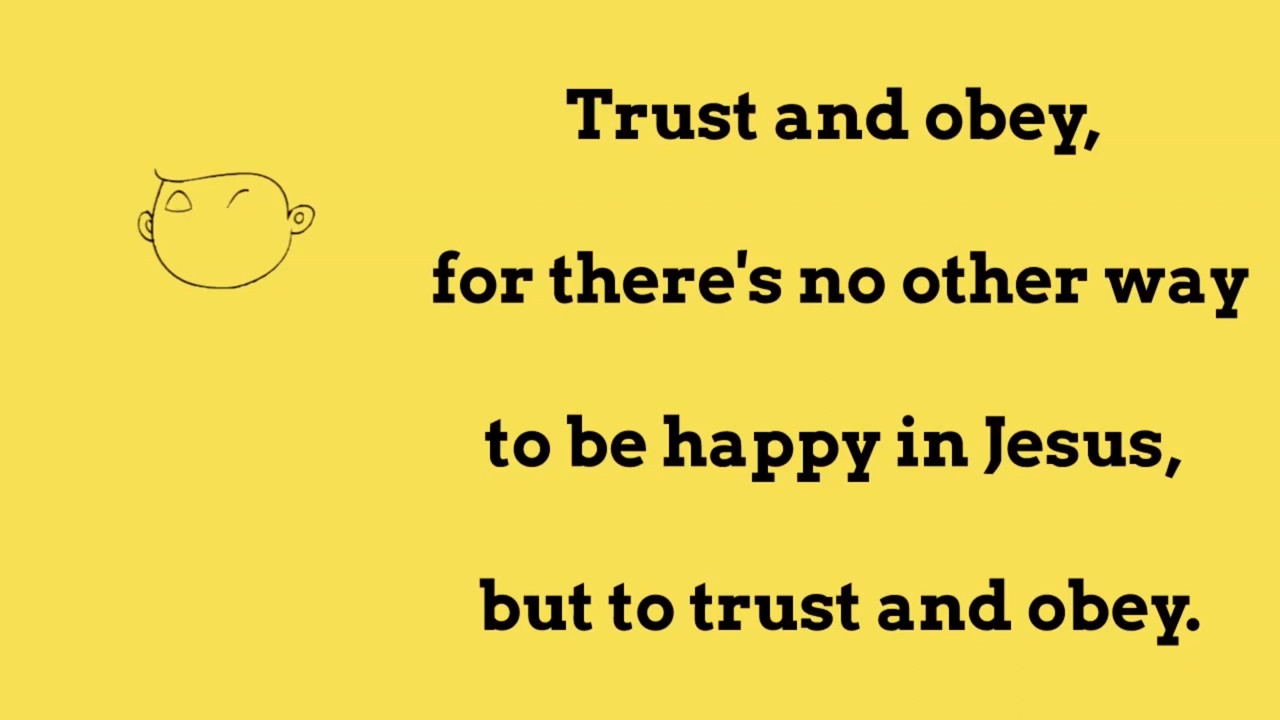 Trust and obey,
for there's no other way
to be happy in Jesus,
but to trust and obey.